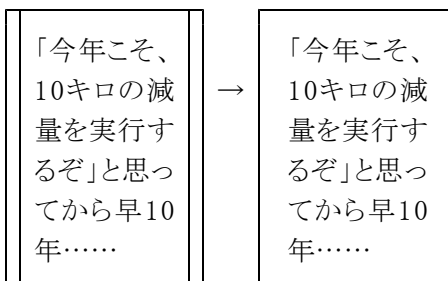 「今年こそ、
10キロの減
量を実行す
るぞ」と思っ
てから早10
年……
→
「今年こそ、
10キロの減
量を実行す
るぞ」と思っ
てから早10
年……